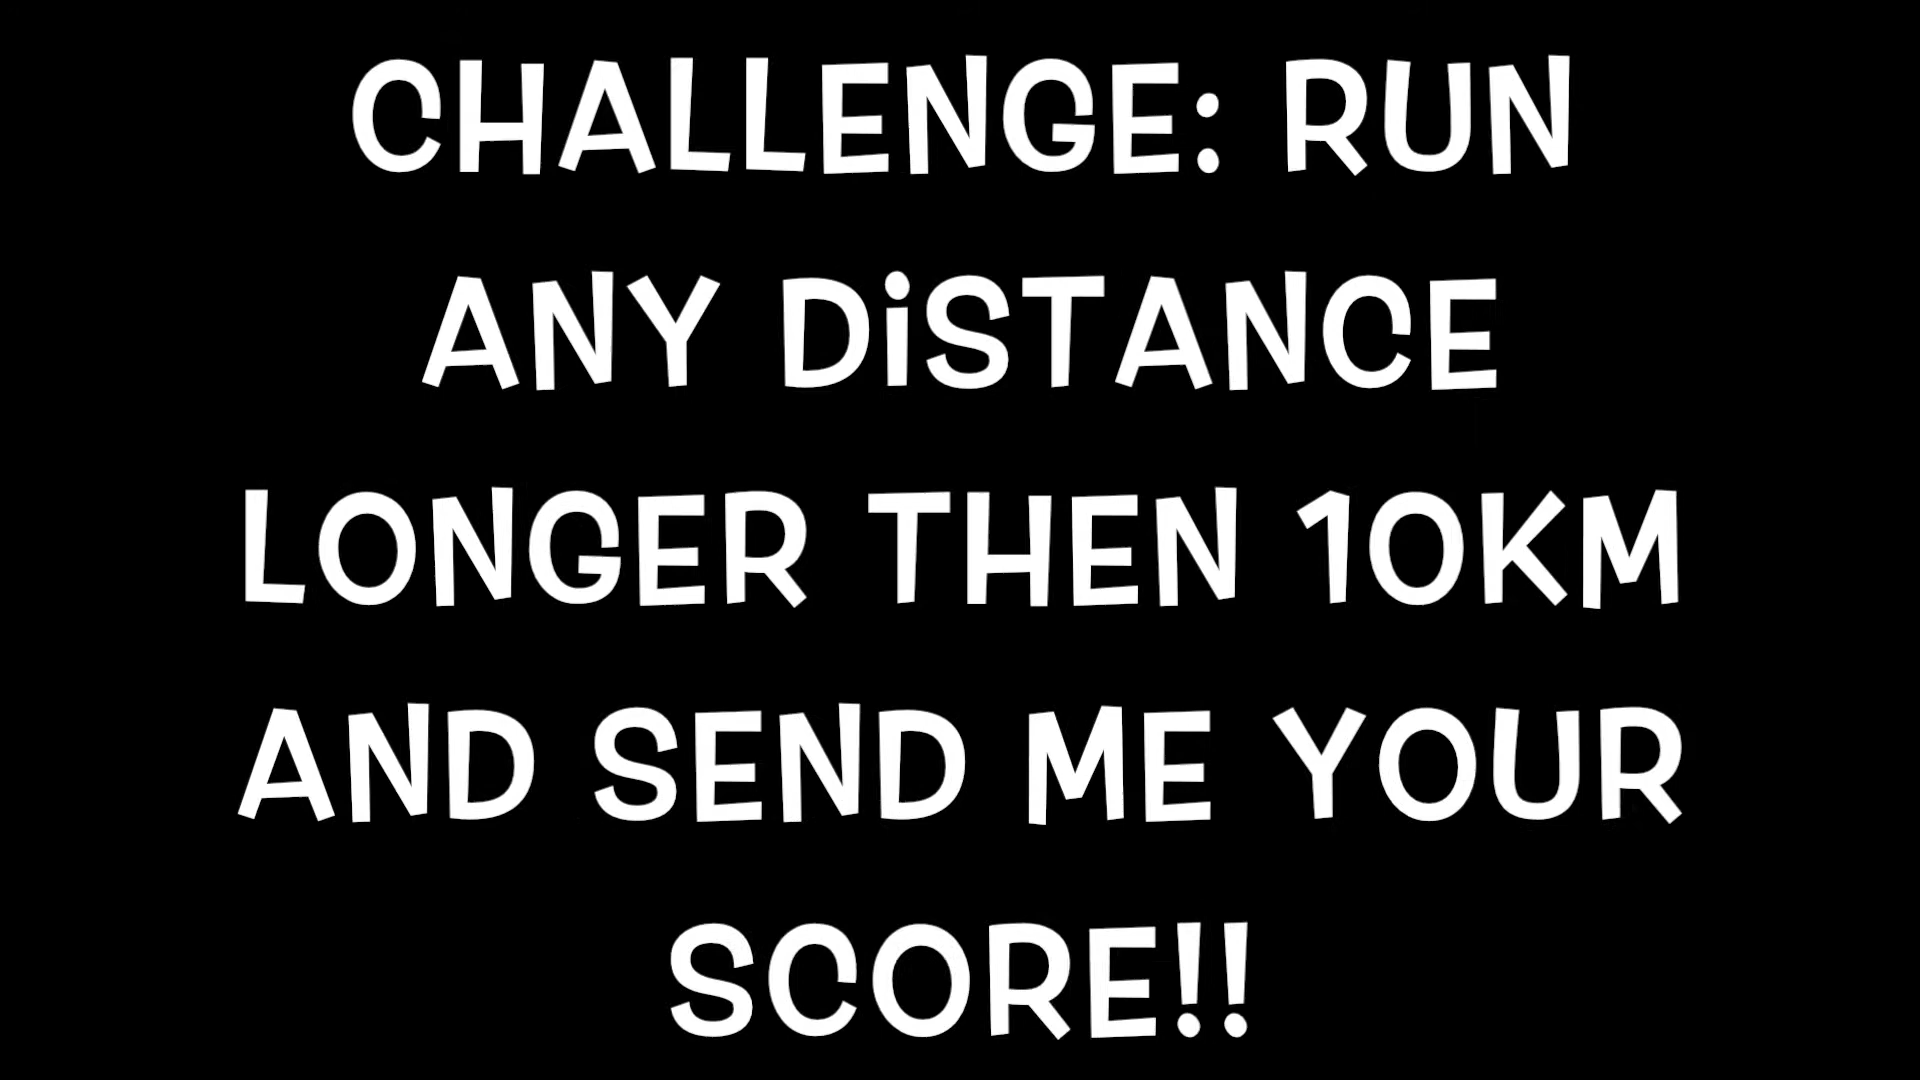 CHALLENGE: RUN
ANY DiSTANCE
LONGER THEN 10KM
AND SEND ME YOUR
SCORE!!